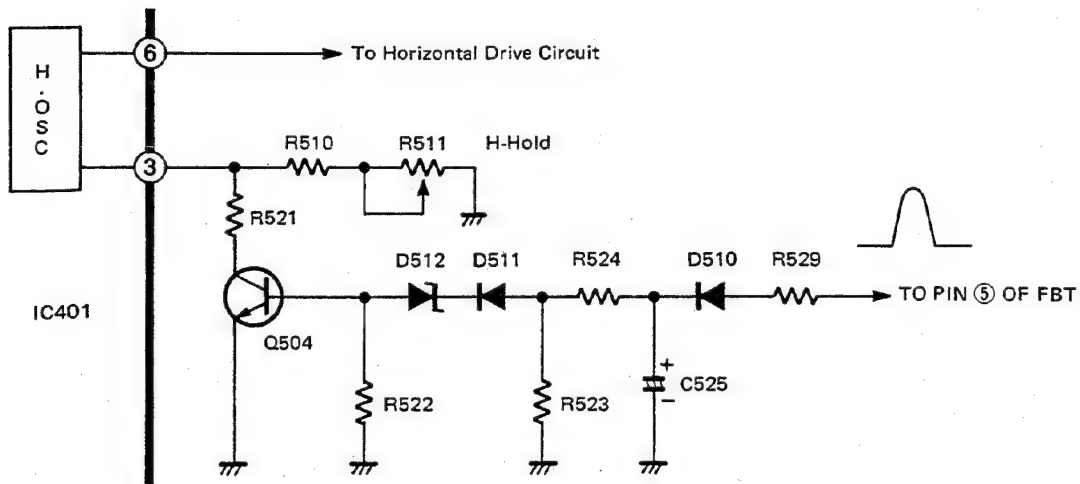 H.OSC
6
To Horizontal Drive Circuit
3
R510
R511
H-Hold
R521
D512
D511
R524
D510
R529
TO PIN ⑤ OF FBT
IC401
Q504
R522
R523
+
-
C525